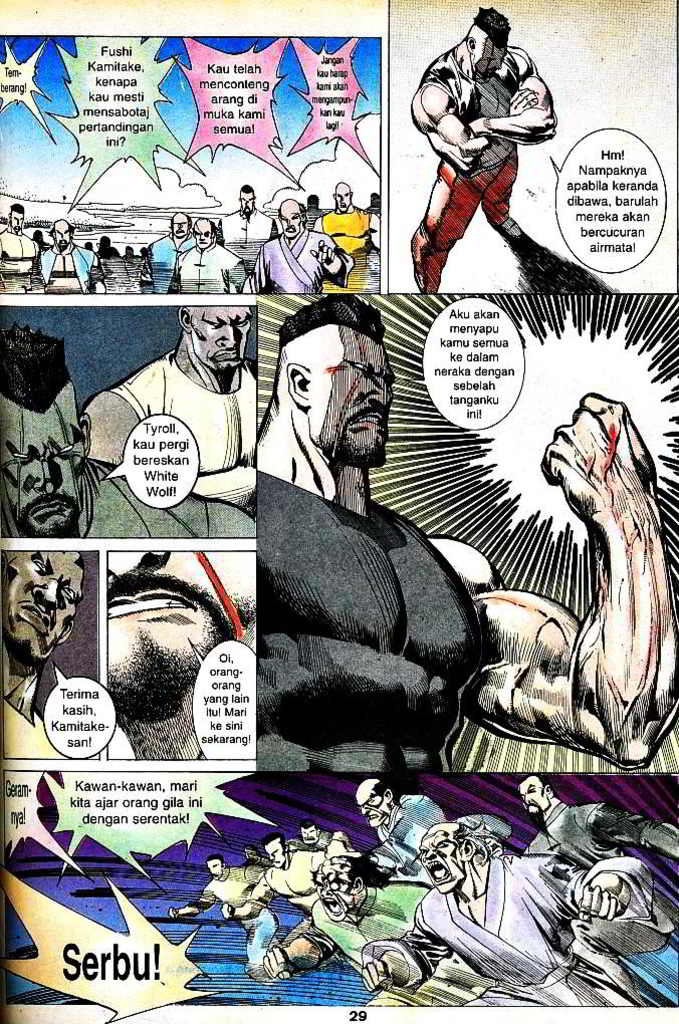 Tem-
berang!
Fushi
Kamitake,
kenapa
kau mesti
mensabotaj
pertandingan
ini?
Kau telah
menconteng
arang di
muka kami
semua!
Jangan
kau harap
kami akan
mengampun-
kan kau
lagi!
Hm!
Nampaknya
apabila keranda
dibawa, barulah
mereka akan
bercucuran
airmata!
Tyroll,
kau pergi
bereskan
White
Wolf!
Aku akan
menyapu
kamu semua
ke dalam
neraka dengan
sebelah
tanganku
ini!
Terima
kasih,
Kamitake-
san!
Oi,
orang-
orang
yang lain
itu! Mari
ke sini
sekarang!
Geram-
nya!
Kawan-kawan, mari
kita ajar orang gila ini
dengan serentak!
Serbu!
29